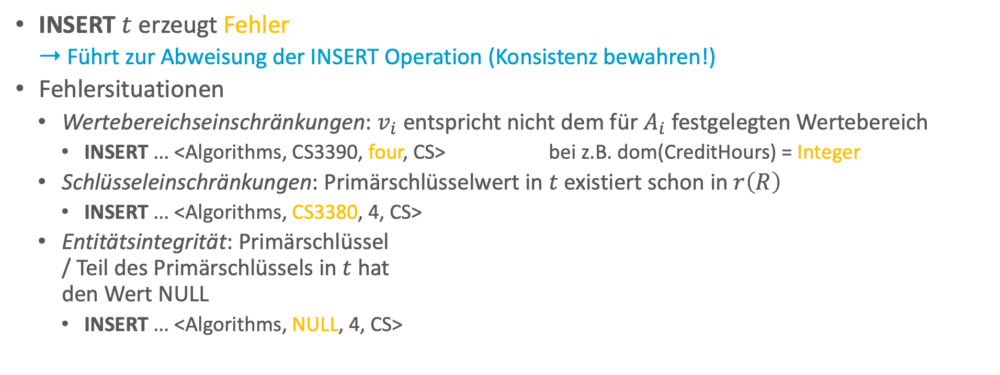 • INSERT t erzeugt Fehler
→ Führt zur Abweisung der INSERT Operation (Konsistenz bewahren!)
• Fehlersituationen
• Wertebereichseinschränkungen: vᵢ entspricht nicht dem für Aᵢ festgelegten Wertebereich
• INSERT ... <Algorithms, CS3390, four, CS> bei z.B. dom(CreditHours) = Integer
• Schlüsseleinschränkungen: Primärschlüsselwert in t existiert schon in r(R)
• INSERT ... <Algorithms, CS3380, 4, CS>
• Entitätsintegrität: Primärschlüssel
/ Teil des Primärschlüssels in t hat
den Wert NULL
• INSERT ... <Algorithms, NULL, 4, CS>